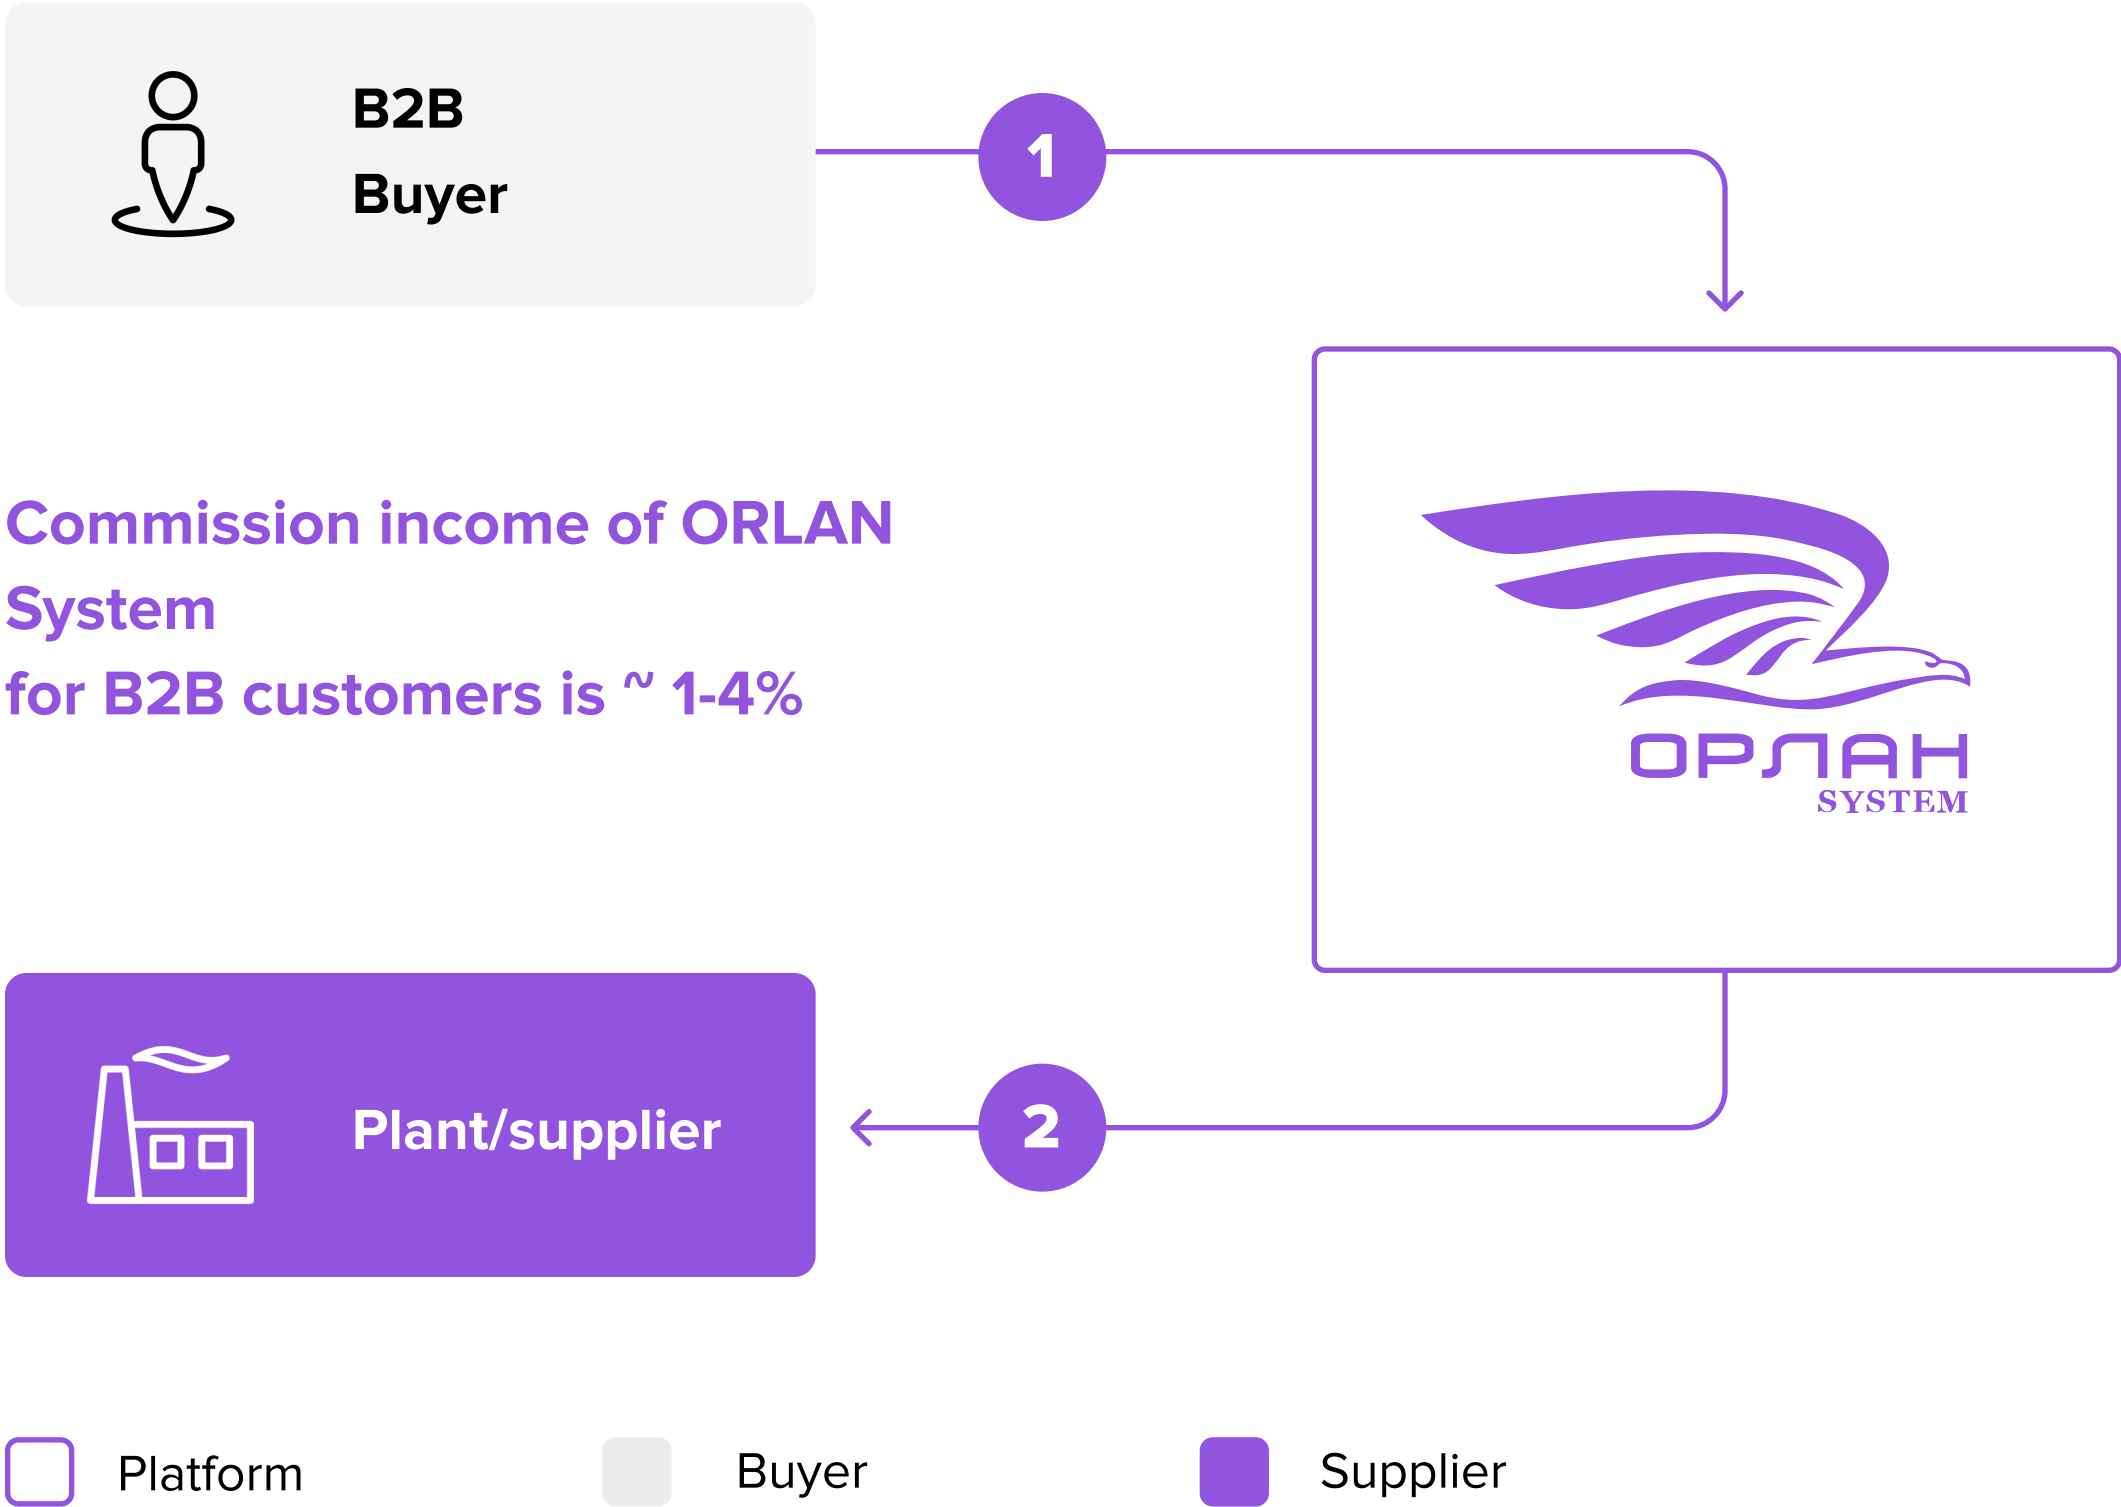 B2B
Buyer
1
Commission income of ORLAN
System
for B2B customers is ~ 1-4%
ОРЛАН
SYSTEM
Plant/supplier
2
Platform
Buyer
Supplier